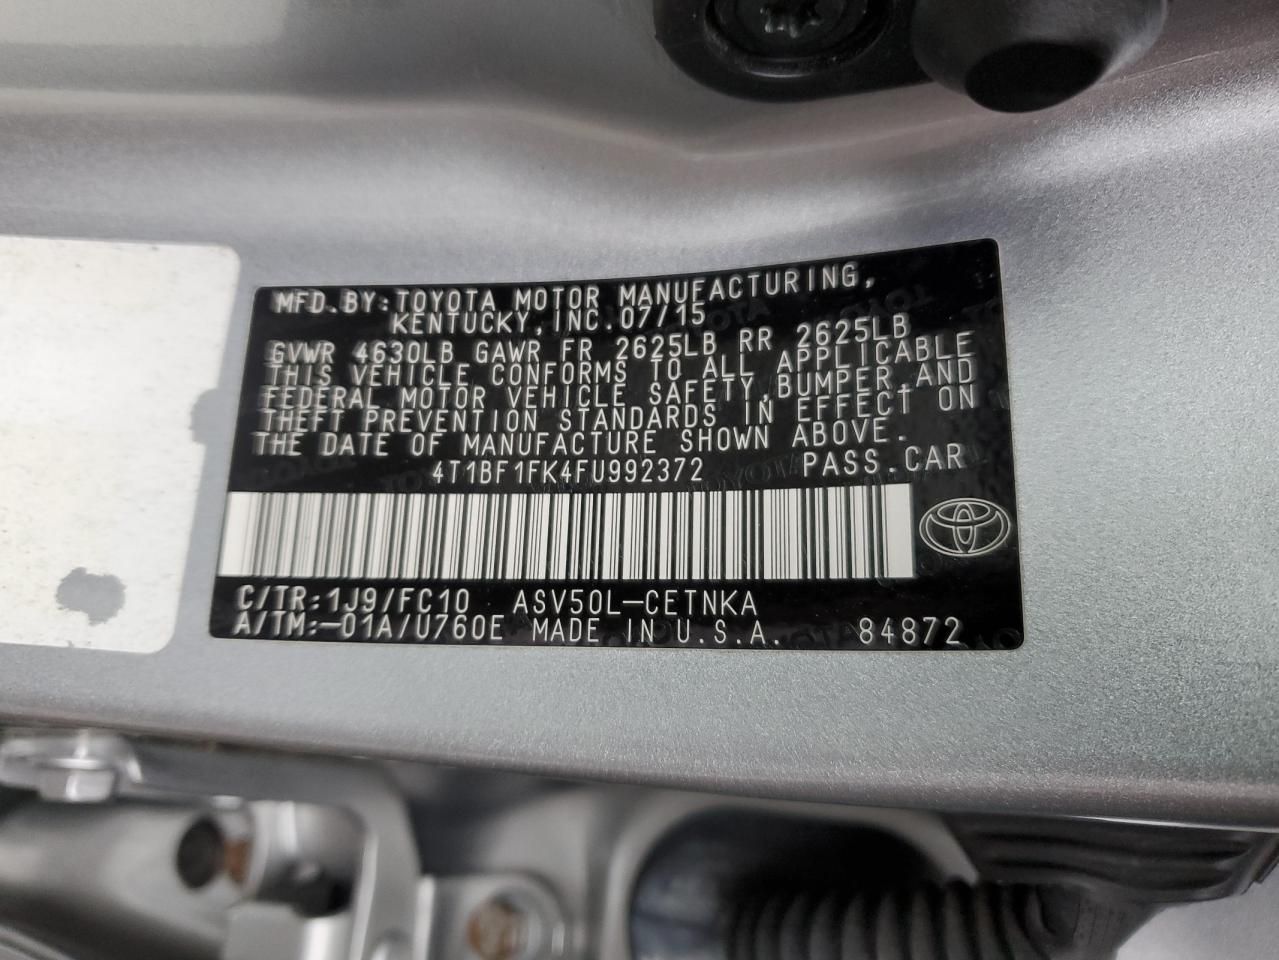 MFD.BY:TOYOTA MOTOR MANUFACTURING,
KENTUCKY,INC.07/15
GVWR 4630LB GAWR FR 2625LB RR 2625LB
THIS VEHICLE CONFORMS TO ALL APPLICABLE
FEDERAL MOTOR VEHICLE SAFETY,BUMPER,AND
THEFT PREVENTION STANDARDS IN EFFECT ON
THE DATE OF MANUFACTURE SHOWN ABOVE.
4T1BF1FK4FU992372 PASS.CAR
C/TR:1J9/FC10 ASV50L-CETNKA
A/TM:-01A/U760E MADE IN U.S.A. 84872